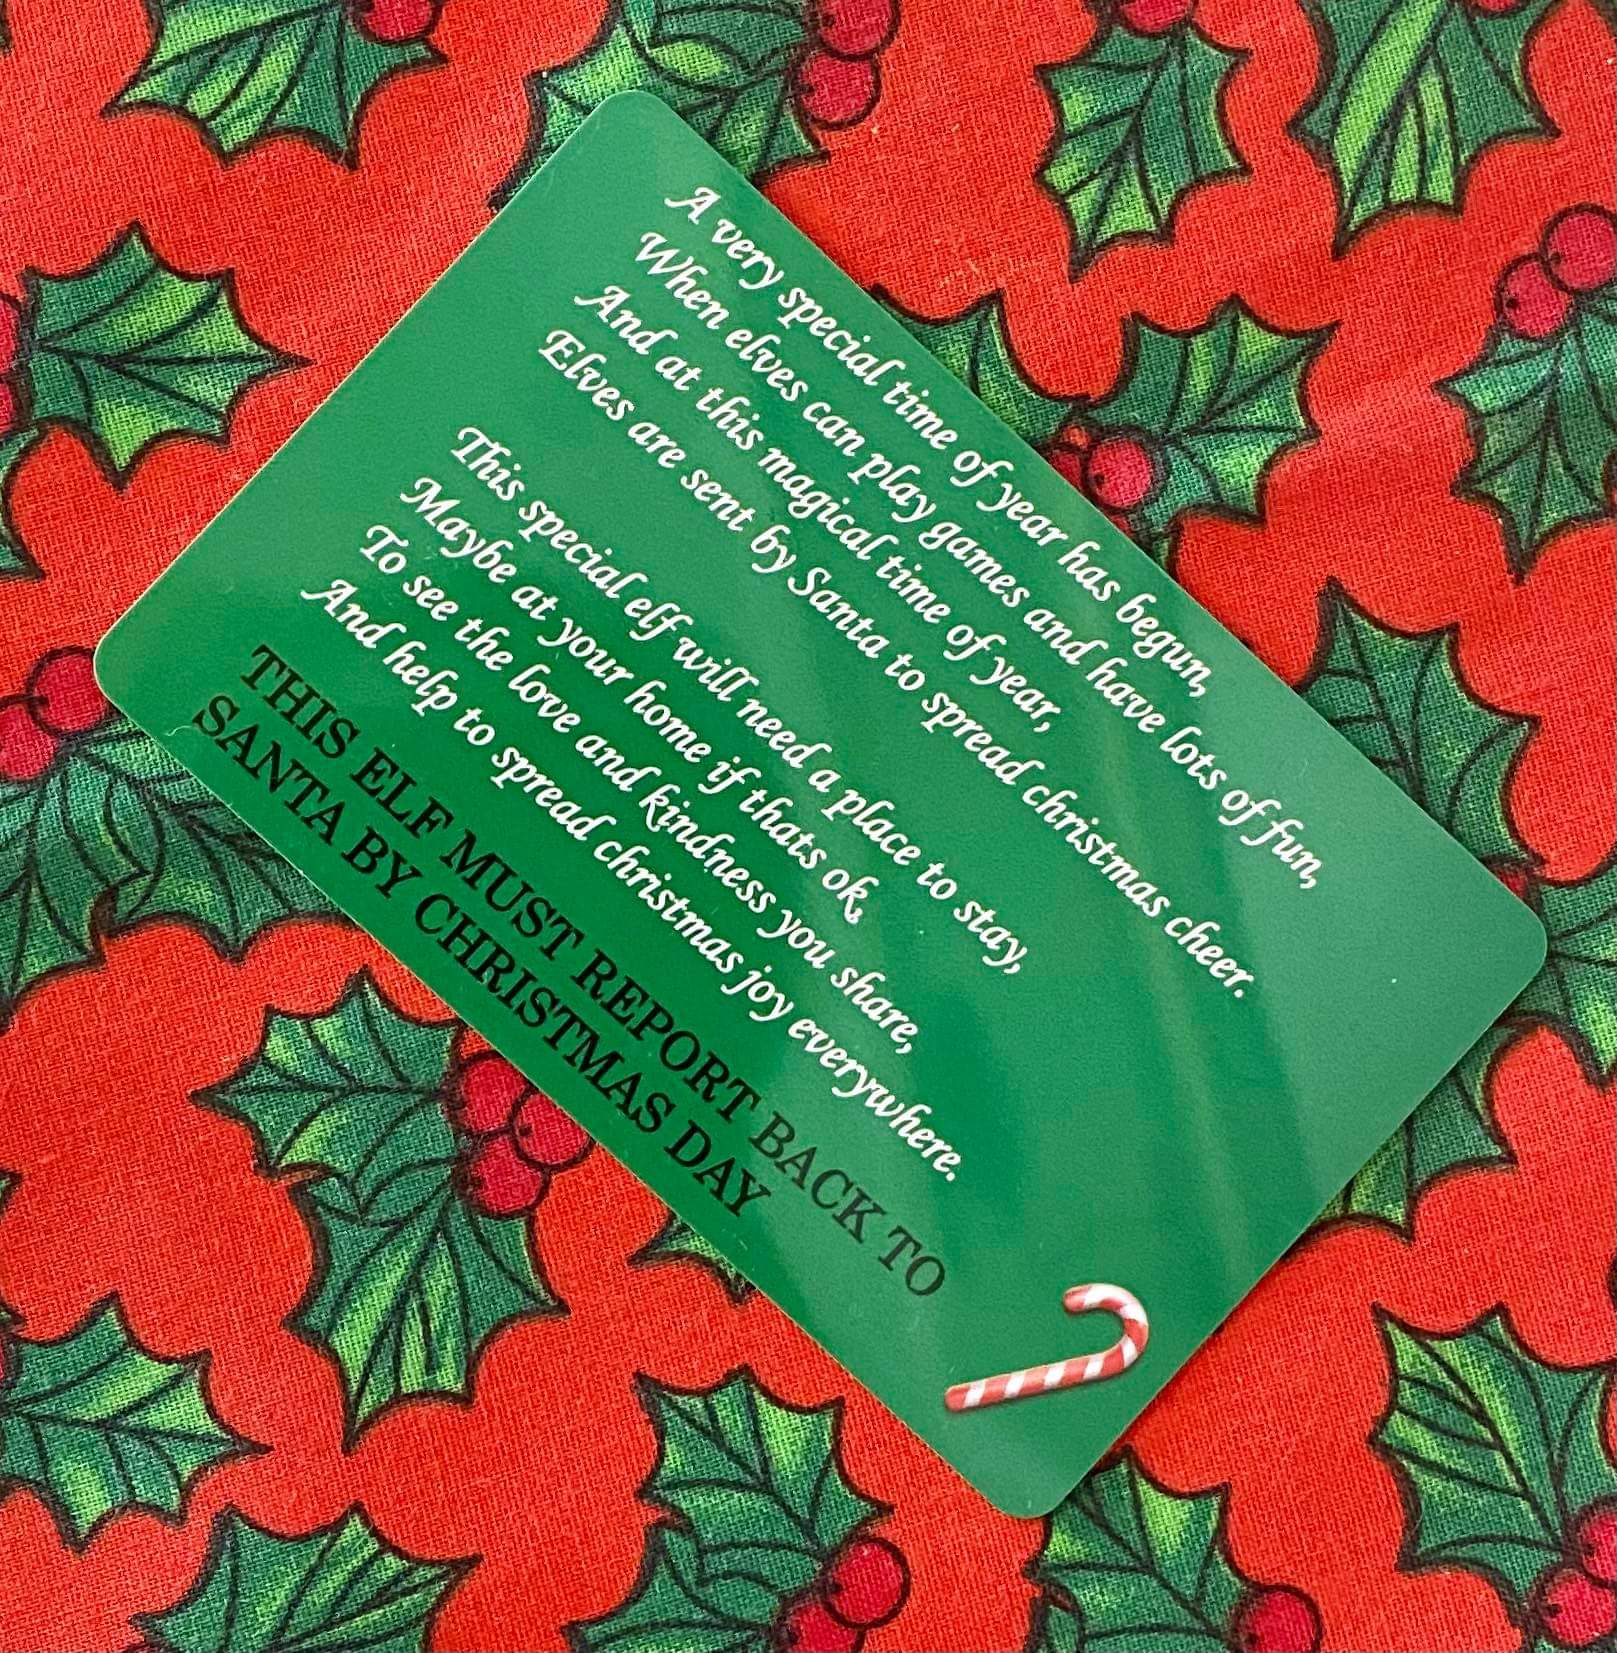 A very special time of year has begun,
When elves can play games and have lots of fun,
And at this magical time of year,
Elves are sent by Santa to spread christmas cheer.
This special elf will need a place to stay,
Maybe at your home if thats ok,
To see the love and kindness you share,
And help to spread christmas joy everywhere.
THIS ELF MUST REPORT BACK TO
SANTA BY CHRISTMAS DAY